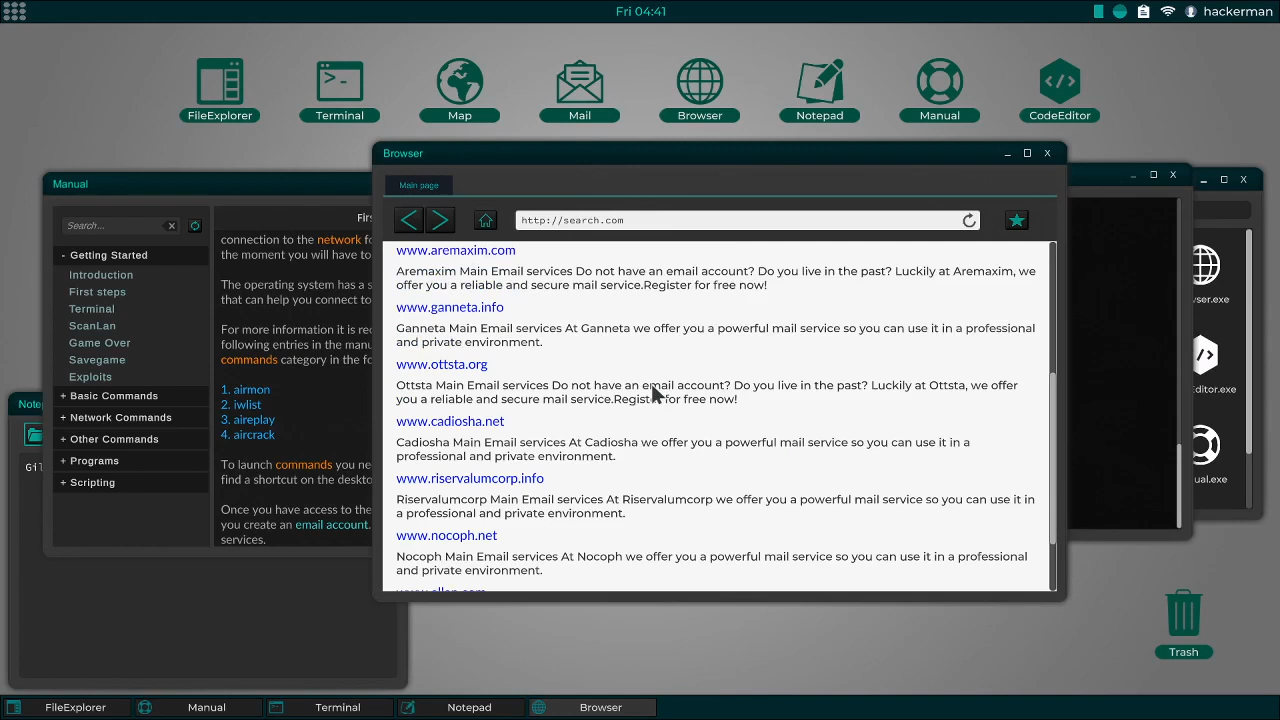 Fri 04:41
hackerman
FileExplorer
Terminal
Map
Mail
Browser
Notepad
Manual
CodeEditor
Manual
Search...
- Getting Started
Introduction
First steps
Terminal
ScanLan
Game Over
Savegame
Exploits
+ Basic Commands
+ Network Commands
+ Other Commands
+ Programs
+ Scripting
connection to the network
the moment you will have to
The operating system has a
that can help you connect to
For more information it is
following entries in the manu
commands category in the
1. airmon
2. iwlist
3. aireplay
4. aircrack
To launch commands you
find a shortcut on the
Once you have access to the
you create an email account.
services.
Browser
_ X
Main page
http://search.com
www.aremaxim.com
Aremaxim Main Email services Do not have an email account? Do you live in the past? Luckily at Aremaxim, we
offer you a reliable and secure mail service.Register for free now!
www.ganneta.info
Ganneta Main Email services At Ganneta we offer you a powerful mail service so you can use it in a professional
and private environment.
www.ottsta.org
Ottsta Main Email services Do not have an email account? Do you live in the past? Luckily at Ottsta, we offer
you a reliable and secure mail service.Register for free now!
www.cadiosha.net
Cadiosha Main Email services At Cadiosha we offer you a powerful mail service so you can use it in a
professional and private environment.
www.riservalumcorp.info
Riservalumcorp Main Email services At Riservalumcorp we offer you a powerful mail service so you can use it in
a professional and private environment.
www.nocoph.net
Nocoph Main Email services At Nocoph we offer you a powerful mail service so you can use it in a professional
and private environment.
wser.exe
Editor.exe
ual.exe
Trash
FileExplorer
Manual
Terminal
Notepad
Browser